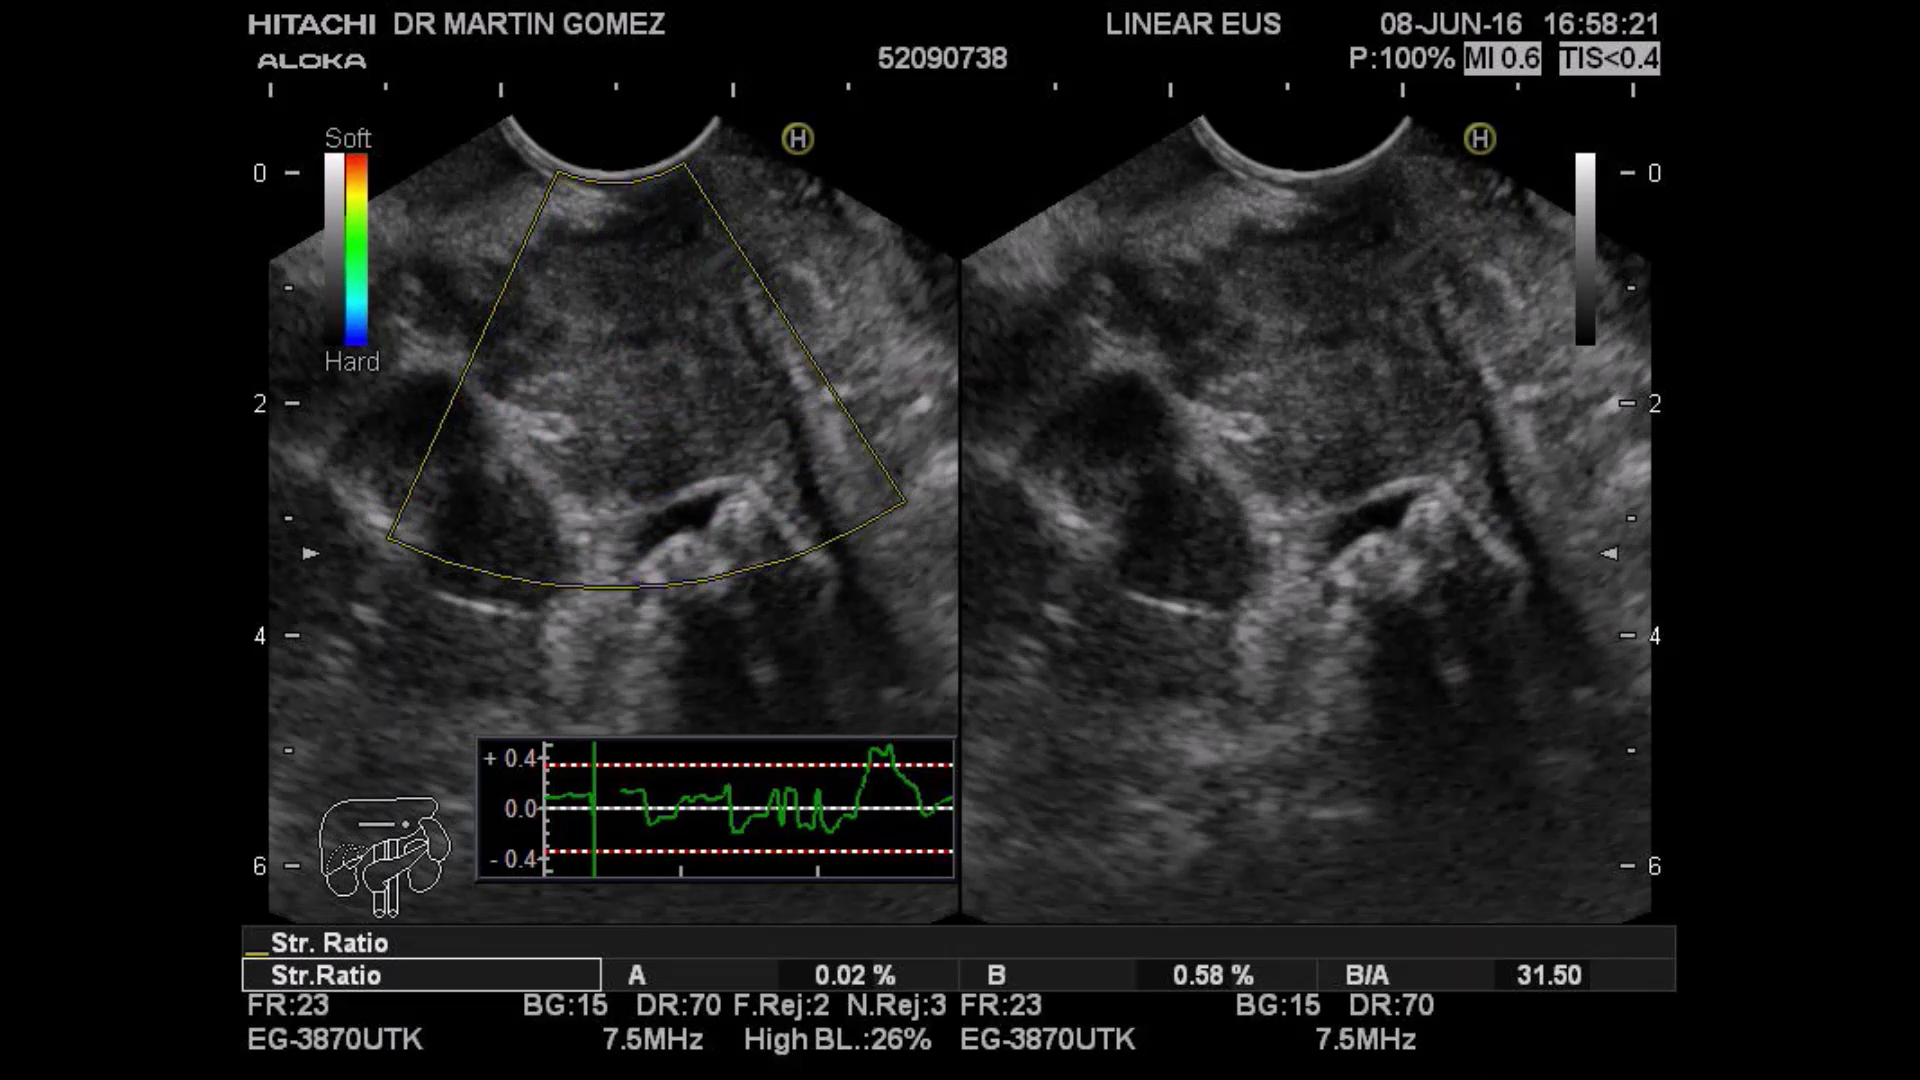 HITACHI DR MARTIN GOMEZ LINEAR EUS 08-JUN-16 16:58:21
ALOKA 52090738 P:100% MI 0.6 TIS<0.4
H H
Soft
0 0
Hard
2 2
4 4
+ 0.4
0.0
- 0.4
6 6
Str. Ratio
Str.Ratio A 0.02 % B 0.58 % B/A 31.50
FR:23 BG:15 DR:70 F.Rej:2 N.Rej:3 FR:23 BG:15 DR:70
EG-3870UTK 7.5MHz High BL.:26% EG-3870UTK 7.5MHz